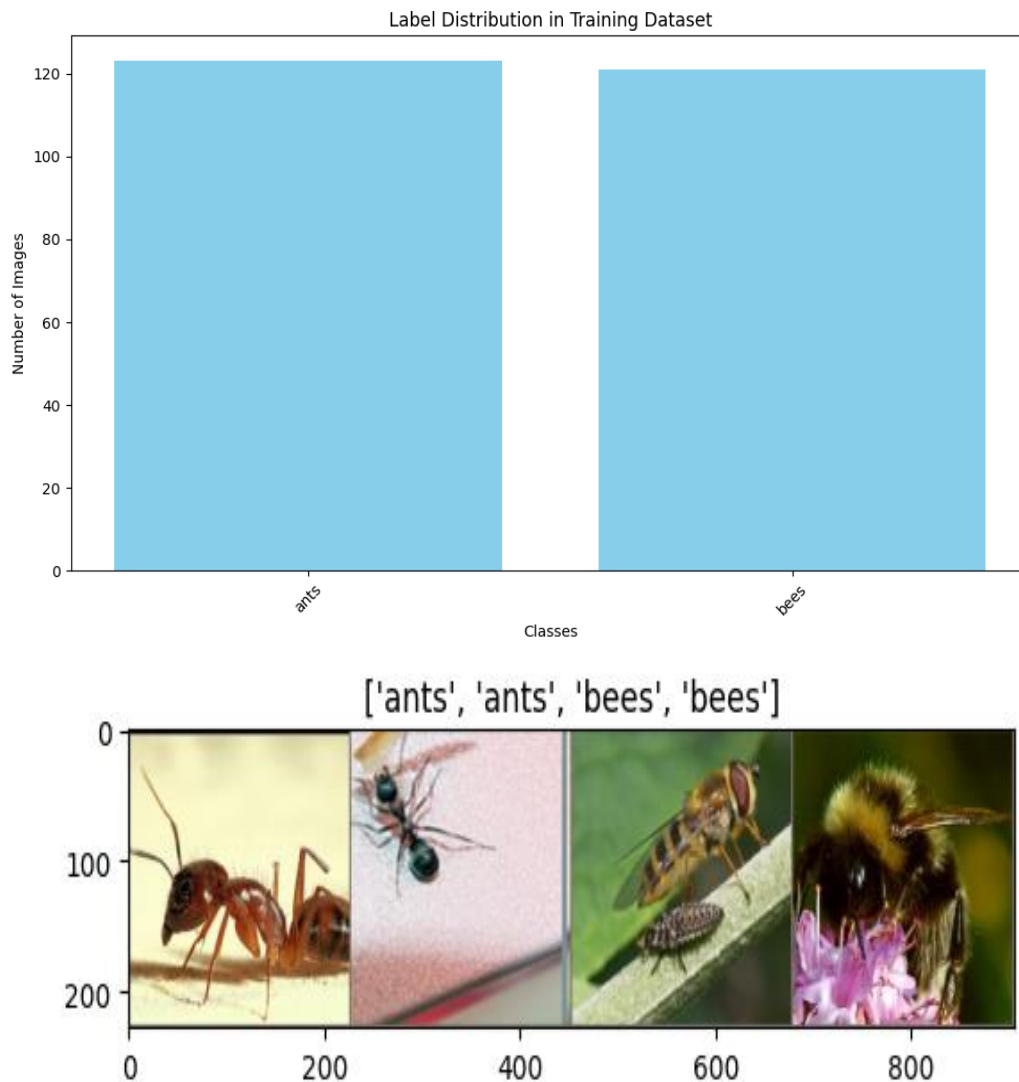 Label Distribution in Training Dataset
120
100
80
60
40
20
0
Number of Images
ants
bees
Classes
['ants', 'ants', 'bees', 'bees']
0
100
200
0
200
400
600
800